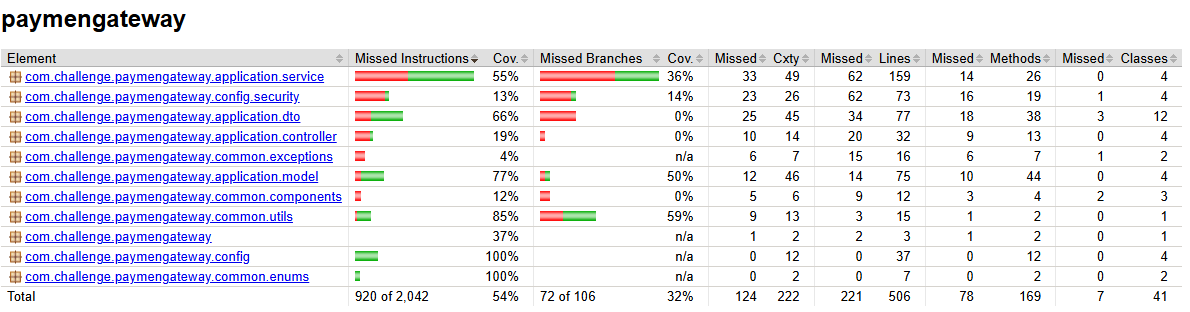 paymengateway
Element Missed Instructions Cov. Missed Branches Cov. Missed Cxty Missed Lines Missed Methods Missed Classes
com.challenge.paymengateway.application.service 55% 36% 33 49 62 159 14 26 0 4
com.challenge.paymengateway.config.security 13% 14% 23 26 62 73 16 19 1 4
com.challenge.paymengateway.application.dto 66% 0% 25 45 34 77 18 38 3 12
com.challenge.paymengateway.application.controller 19% 0% 10 14 20 32 9 13 0 4
com.challenge.paymengateway.common.exceptions 4% n/a 6 7 15 16 6 7 1 2
com.challenge.paymengateway.application.model 77% 50% 12 46 14 75 10 44 0 4
com.challenge.paymengateway.common.components 12% 0% 5 6 9 12 3 4 2 3
com.challenge.paymengateway.common.utils 85% 59% 9 13 3 15 1 2 0 1
com.challenge.paymengateway 37% n/a 1 2 2 3 1 2 0 1
com.challenge.paymengateway.config 100% n/a 0 12 0 37 0 12 0 4
com.challenge.paymengateway.common.enums 100% n/a 0 2 0 7 0 2 0 2
Total 920 of 2,042 54% 72 of 106 32% 124 222 221 506 78 169 7 41